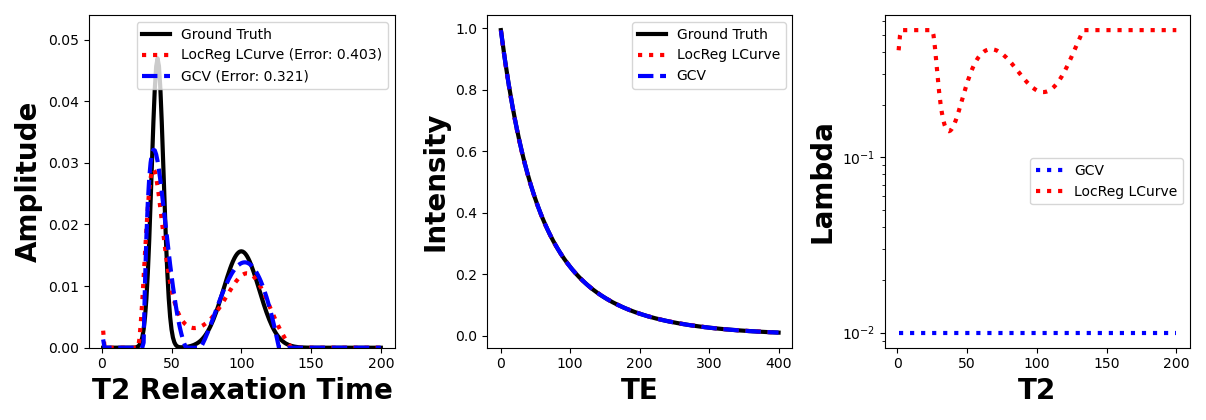 Amplitude
0.05
0.04
0.03
0.02
0.01
0.00
0
50
100
150
200
T2 Relaxation Time
Ground Truth
LocReg LCurve (Error: 0.403)
GCV (Error: 0.321)
Intensity
1.0
0.8
0.6
0.4
0.2
0.0
0
100
200
300
400
TE
Ground Truth
LocReg LCurve
GCV
Lambda
10⁻¹
10⁻²
0
50
100
150
200
T2
GCV
LocReg LCurve